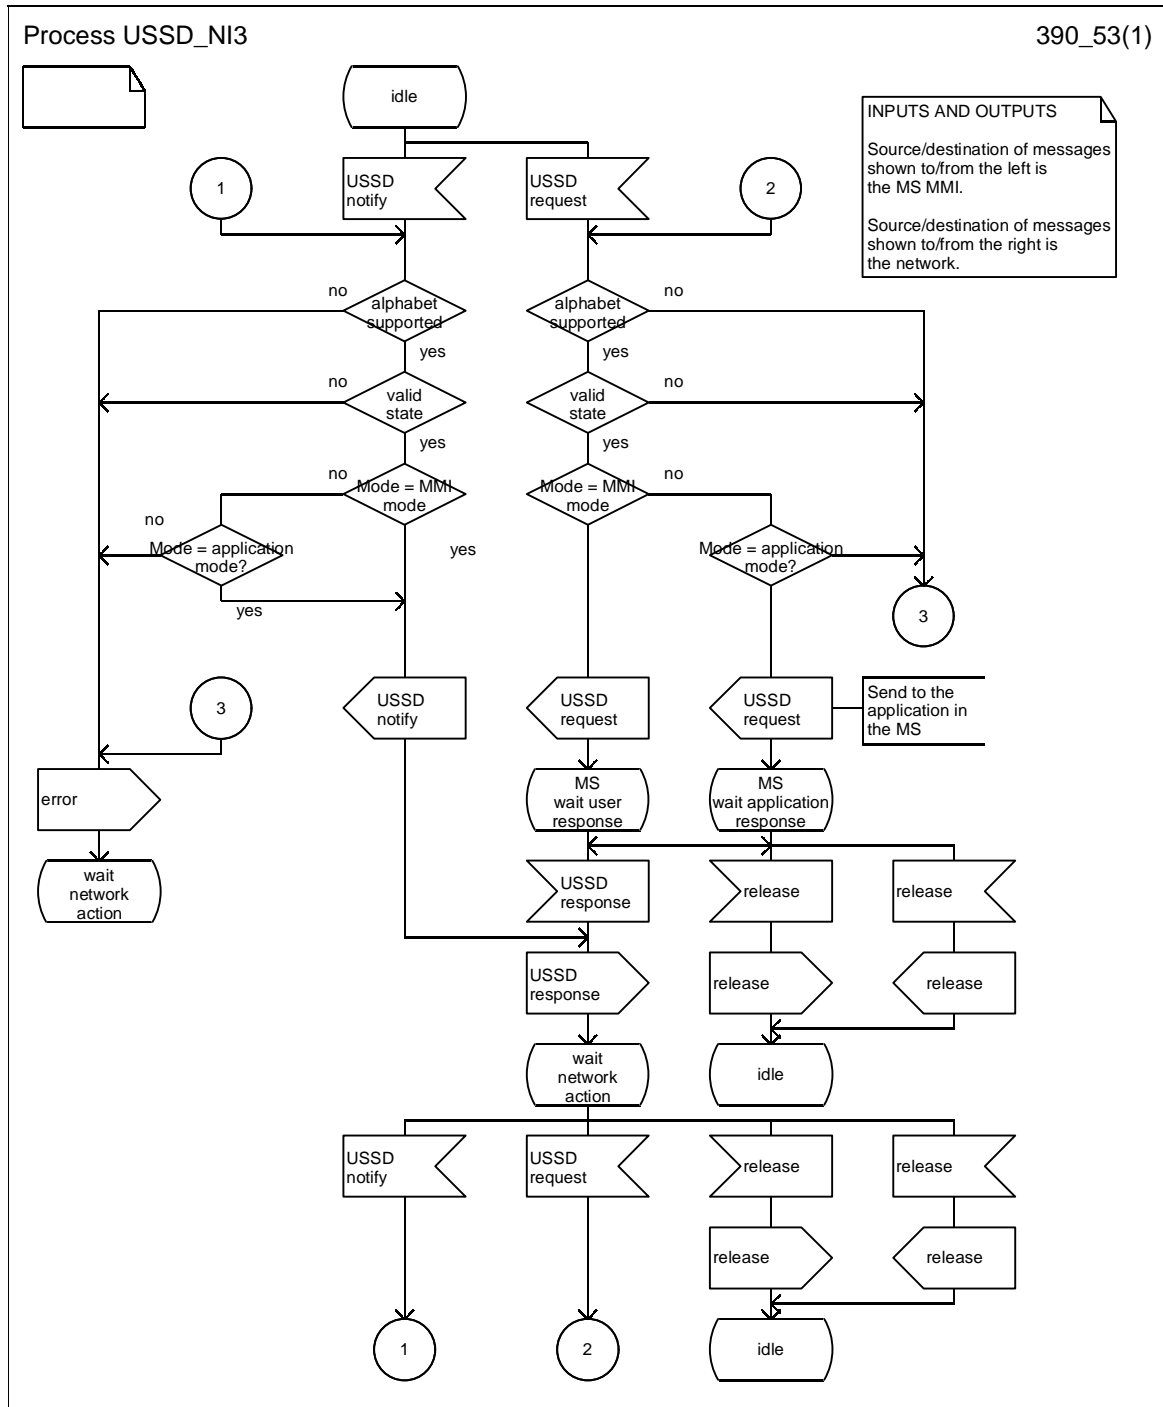 Process USSD_NI3
390_53(1)
idle
INPUTS AND OUTPUTS
Source/destination of messages
shown to/from the left is
the MS MMI.
Source/destination of messages
shown to/from the right is
the network.
1
USSD
notify
USSD
request
2
no
alphabet
supported
yes
alphabet
supported
no
yes
no
valid
state
yes
valid
state
no
yes
no
Mode = MMI
mode
yes
Mode = MMI
mode
no
no
Mode = application
mode?
yes
Mode = application
mode?
3
3
USSD
notify
USSD
request
USSD
request
Send to the
application in
the MS
error
MS
wait user
response
MS
wait application
response
wait
network
action
USSD
response
release
release
USSD
response
release
release
wait
network
action
idle
USSD
notify
USSD
request
release
release
release
release
1
2
idle